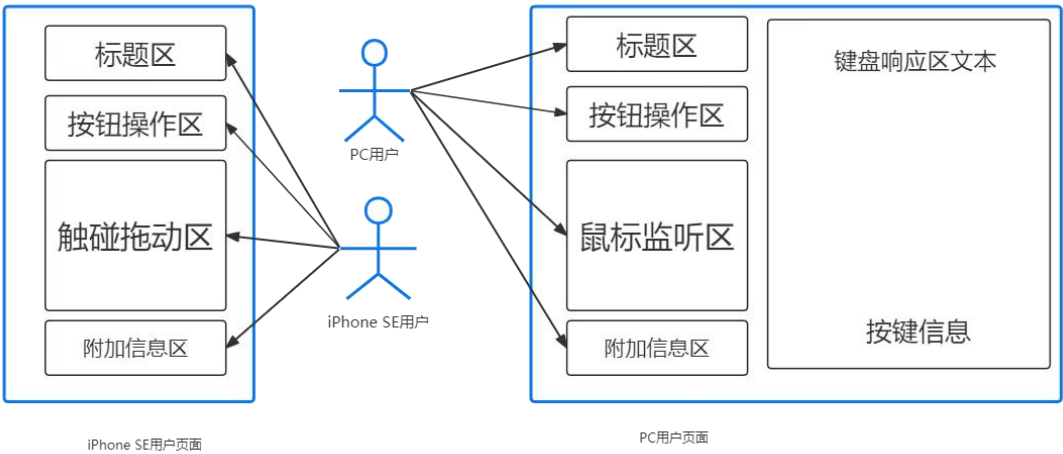 标题区
按钮操作区
触碰拖动区
附加信息区
iPhone SE用户页面
PC用户
iPhone SE用户
标题区
按钮操作区
鼠标监听区
附加信息区
键盘响应区文本
按键信息
PC用户页面